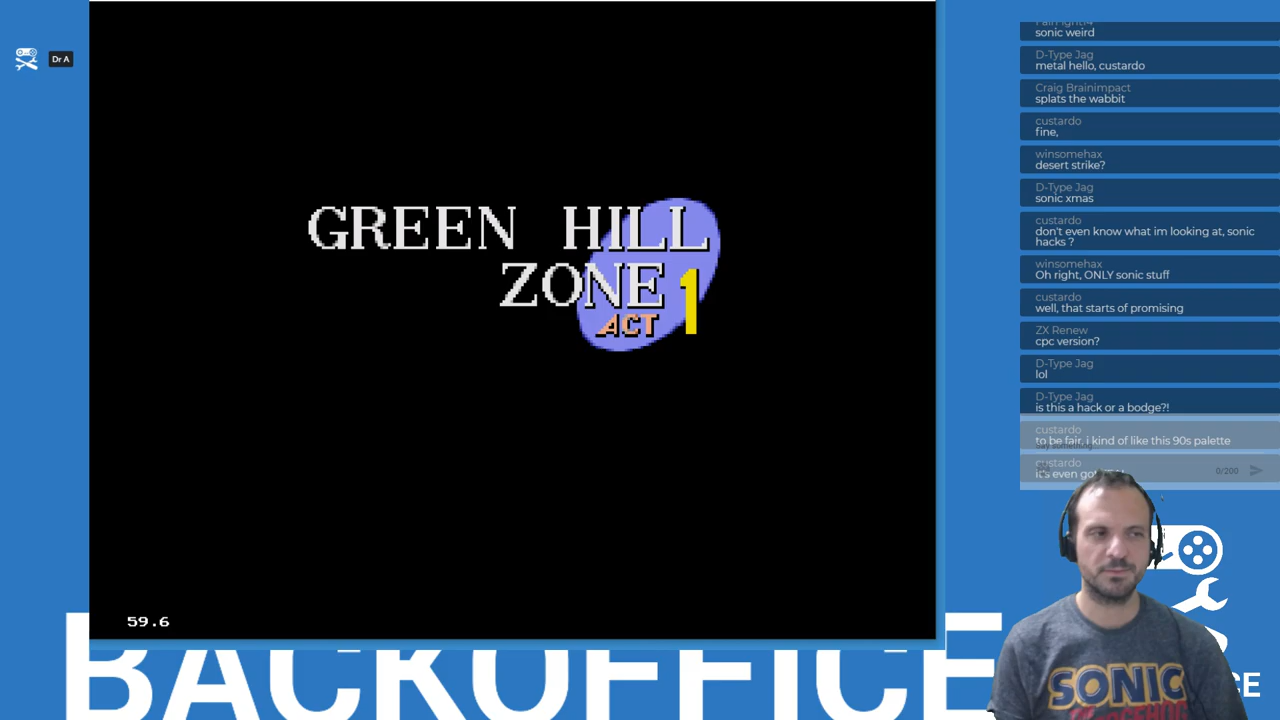 Dr A
GREEN HILL
ZONE
ACT 1
59.6
BACKOFFICE
sonic weird
D-Type Jag
metal hello, custardo
Craig Brainimpact
splats the wabbit
custardo
fine,
winsomehax
desert strike?
D-Type Jag
sonic xmas
custardo
don't even know what im looking at, sonic
hacks ?
winsomehax
Oh right, ONLY sonic stuff
custardo
well, that starts of promising
ZX Renew
cpc version?
D-Type Jag
lol
D-Type Jag
is this a hack or a bodge?!
custardo
to be fair, i kind of like this 90s palette
custardo
it's even got
0/200
SONIC
CE